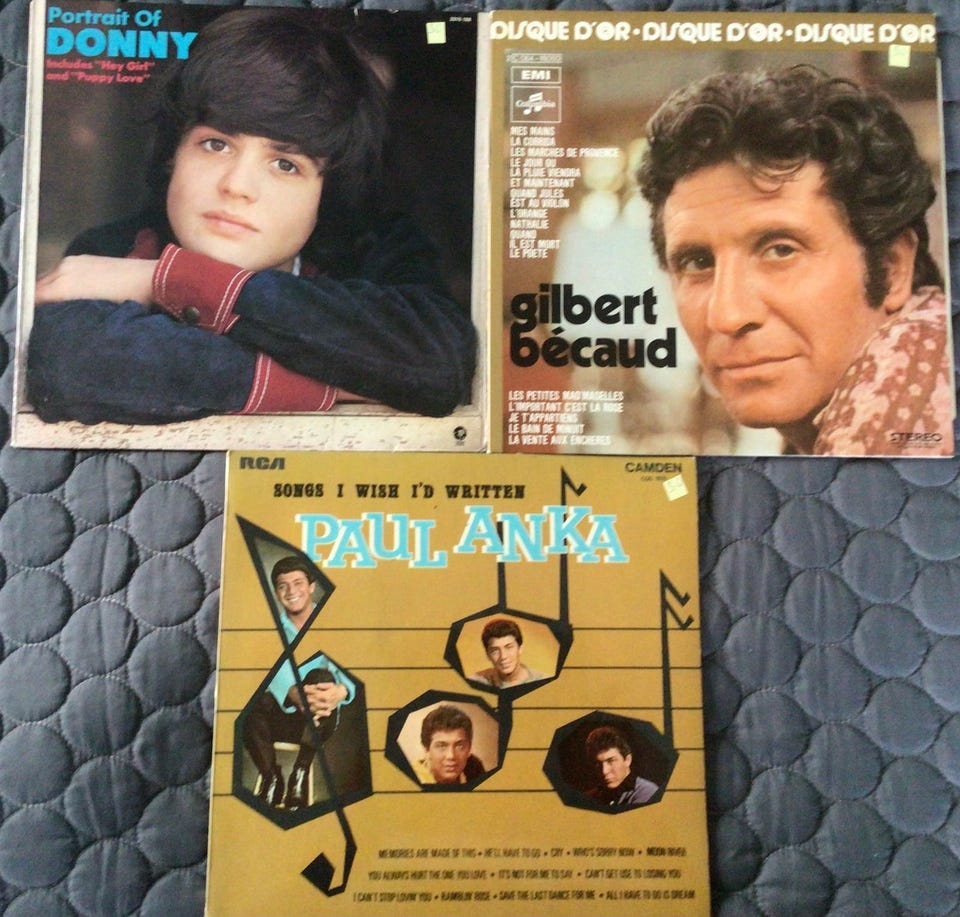 Portrait Of
DONNY
Includes "Hey Girl"
and "Puppy Love"
DISQUE D'OR • DISQUE D'OR • DISQUE D'OR
EMI
Columbia
MES MAINS
LA CORRIDA
LES MARCHES DE PROVENCE
LE JOUR OU
LA PLUIE VIENDRA
ET MAINTENANT
QUAND JULES
EST AU VIOLON
L'ORANGE
NATHALIE
QUAND
IL EST MORT
LE POETE
gilbert
bécaud
LES PETITES MAD'MAZELLES
L'IMPORTANT C'EST LA ROSE
JE T'APPARTIENS
LE BAIN DE MINUIT
LA VENTE AUX ENCHERES
STEREO
RCA
CAMDEN
SONGS I WISH I'D WRITTEN
PAUL ANKA
MEMORIES ARE MADE OF THIS • HE'LL HAVE TO GO • CRY • WHO'S SORRY NOW • MOON RIVER
YOU ALWAYS HURT THE ONE YOU LOVE • IT'S NOT FOR ME TO SAY • CAN'T GET USE TO LOSING YOU
I CAN'T STOP LOVIN' YOU • RAMBLIN' ROSE • SAVE THE LAST DANCE FOR ME • ALL I HAVE TO DO IS DREAM